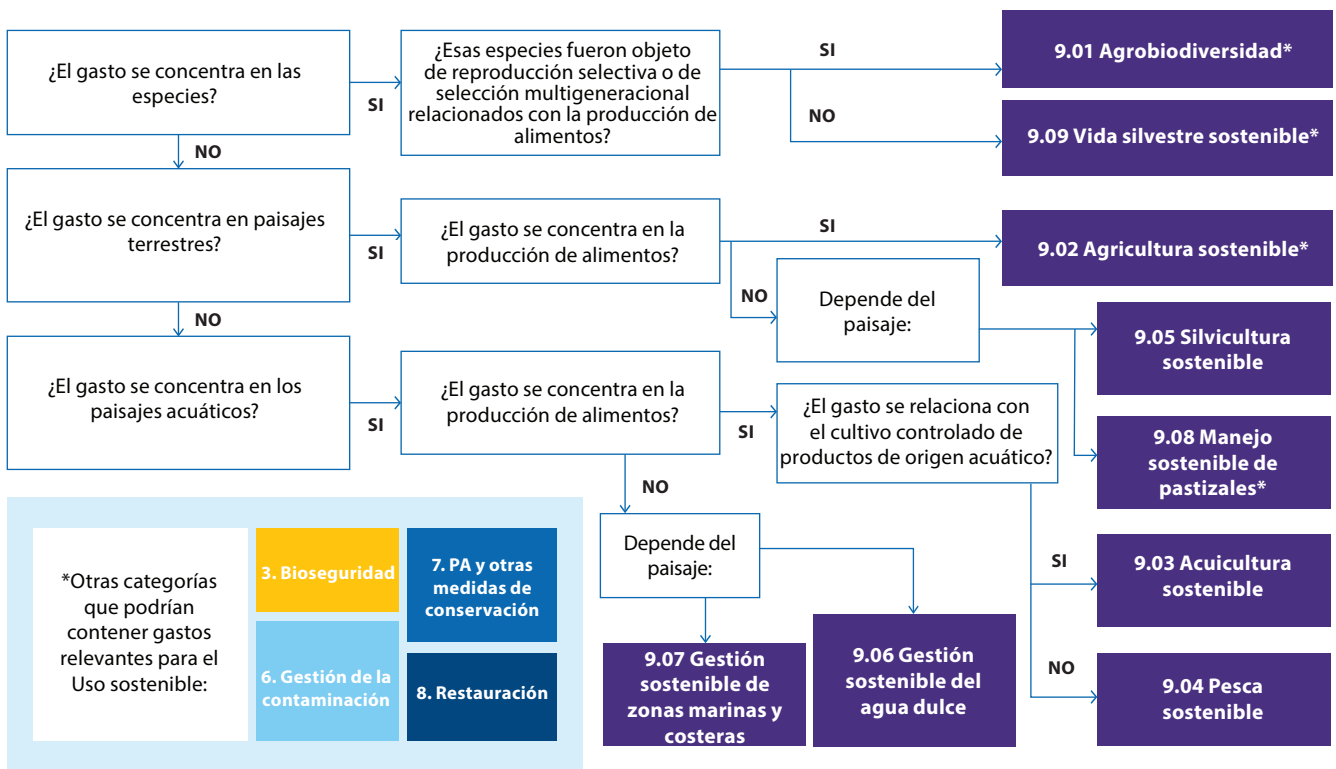 ¿El gasto se concentra en las
especies?
SI
¿Esas especies fueron objeto
de reproducción selectiva o de
selección multigeneracional
relacionados con la producción de
alimentos?
SI
9.01 Agrobiodiversidad*
NO
9.09 Vida silvestre sostenible*
NO
¿El gasto se concentra en paisajes
terrestres?
SI
¿El gasto se concentra en la
producción de alimentos?
SI
9.02 Agricultura sostenible*
NO
Depende del
paisaje:
9.05 Silvicultura
sostenible
9.08 Manejo
sostenible de
pastizales*
NO
¿El gasto se concentra en los
paisajes acuáticos?
SI
¿El gasto se concentra en la
producción de alimentos?
SI
¿El gasto se relaciona con
el cultivo controlado de
productos de origen acuático?
SI
9.03 Acuicultura
sostenible
NO
9.04 Pesca
sostenible
NO
Depende del
paisaje:
9.07 Gestión
sostenible de
zonas marinas y
costeras
9.06 Gestión
sostenible del
agua dulce
*Otras categorías
que podrían
contener gastos
relevantes para el
Uso sostenible:
3. Bioseguridad
7. PA y otras
medidas de
conservación
6. Gestión de la
contaminación
8. Restauración